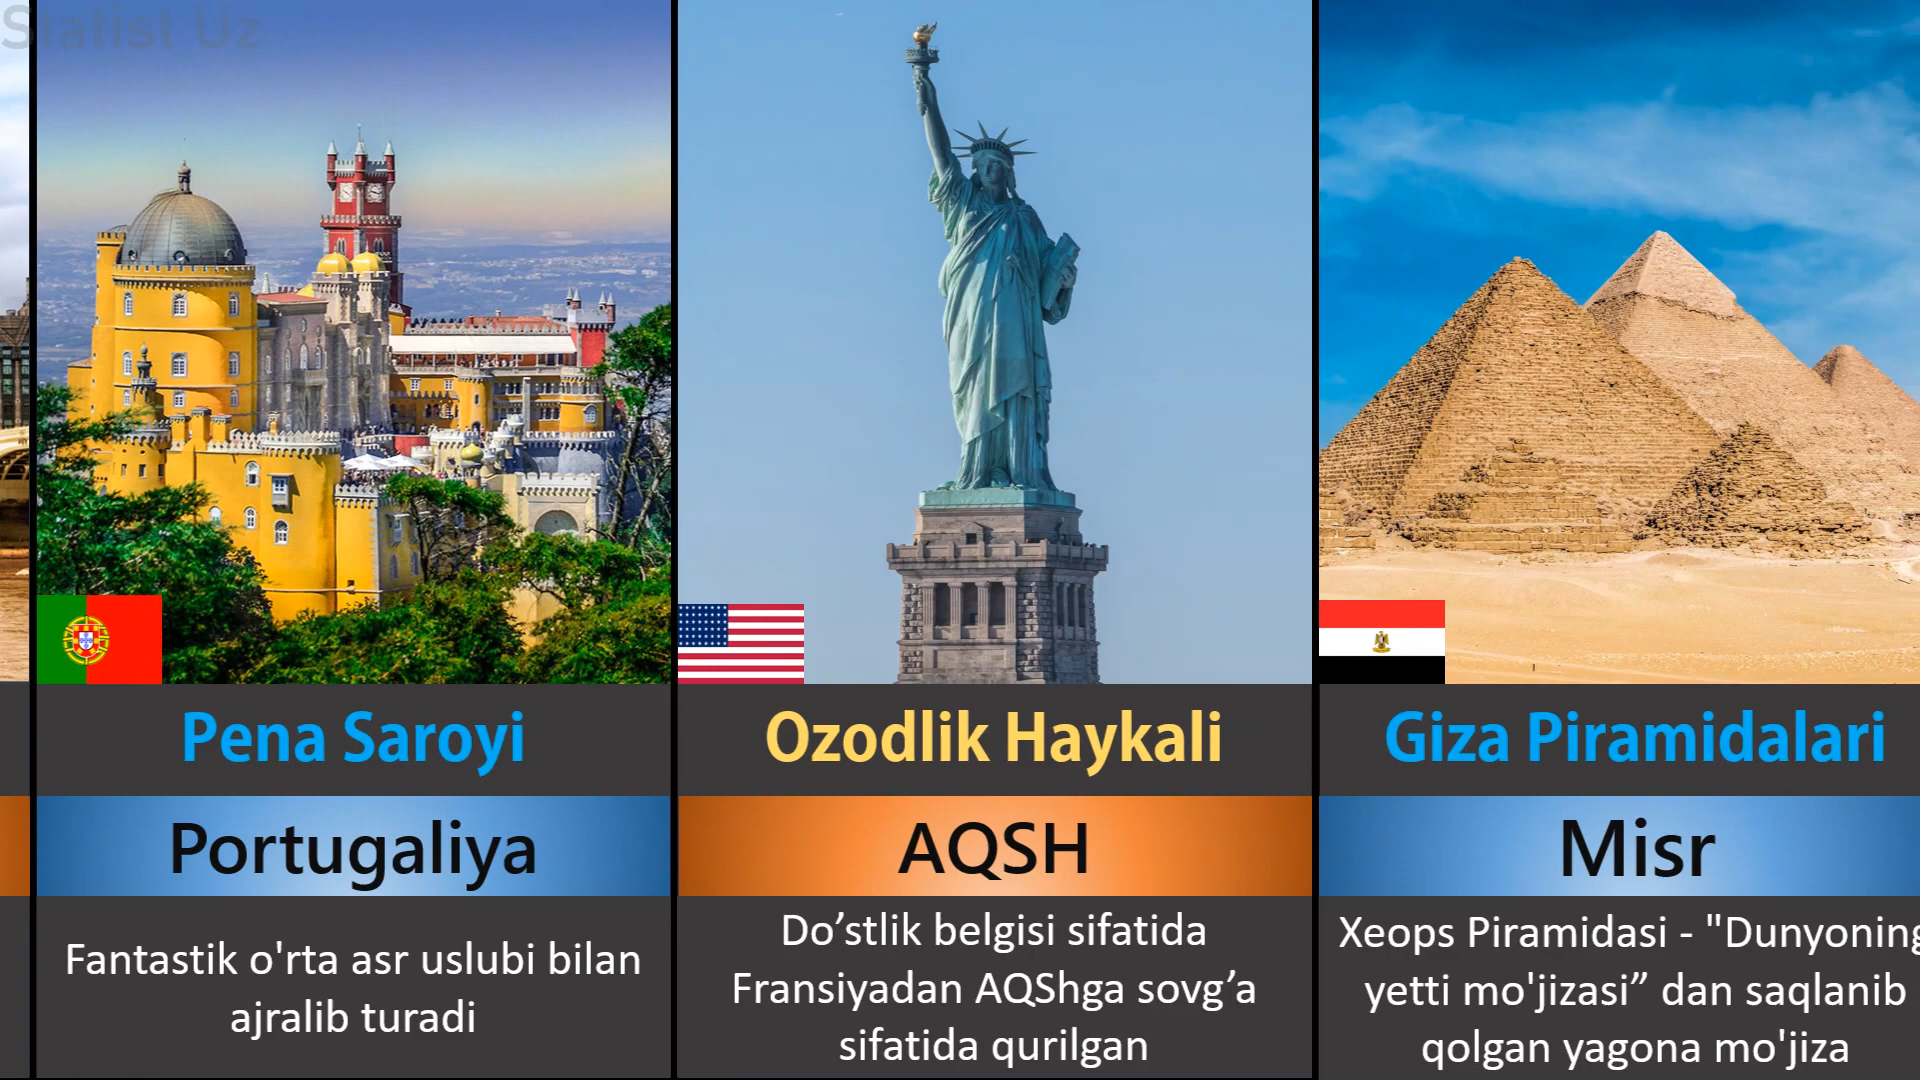 Statist Uz
Pena Saroyi
Portugaliya
Fantastik o'rta asr uslubi bilan
ajralib turadi
Ozodlik Haykali
AQSH
Do’stlik belgisi sifatida
Fransiyadan AQShga sovg’a
sifatida qurilgan
Giza Piramidalari
Misr
Xeops Piramidasi - "Dunyoning
yetti mo'jizasi” dan saqlanib
qolgan yagona mo'jiza